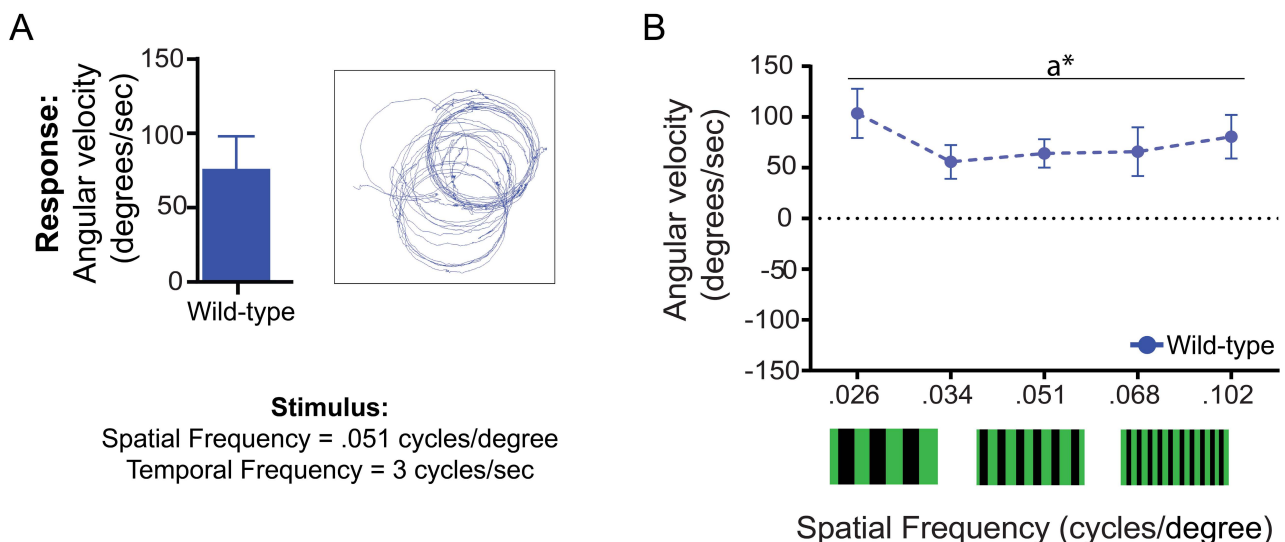 A
Response:
Angular velocity
(degrees/sec)
150
100
50
0
Wild-type
Stimulus:
Spatial Frequency = .051 cycles/degree
Temporal Frequency = 3 cycles/sec
B
Angular velocity
(degrees/sec)
150
100
50
0
-50
-100
-150
a*
Wild-type
.026 .034 .051 .068 .102
Spatial Frequency (cycles/degree)